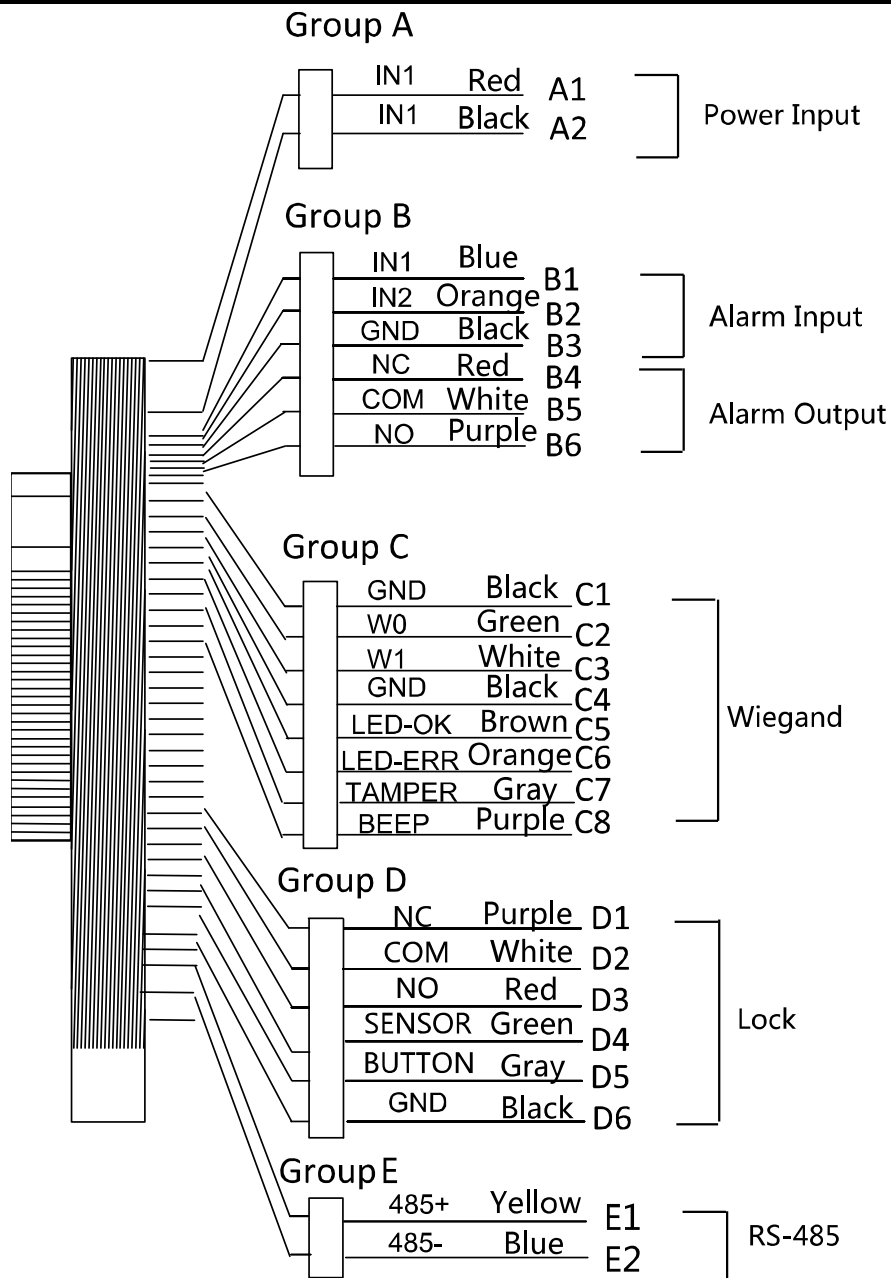 Group A
IN1 Red A1
IN1 Black A2
Power Input
Group B
IN1 Blue B1
IN2 Orange B2
GND Black B3
Alarm Input
NC Red B4
COM White B5
NO Purple B6
Alarm Output
Group C
GND Black C1
W0 Green C2
W1 White C3
GND Black C4
LED-OK Brown C5
LED-ERR Orange C6
TAMPER Gray C7
BEEP Purple C8
Wiegand
Group D
NC Purple D1
COM White D2
NO Red D3
SENSOR Green D4
BUTTON Gray D5
GND Black D6
Lock
Group E
485+ Yellow E1
485- Blue E2
RS-485